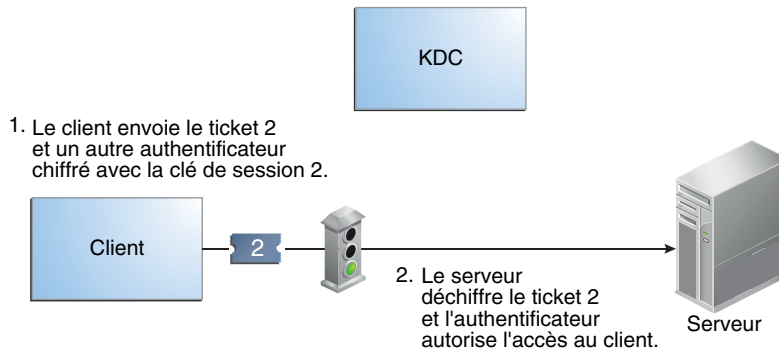 KDC
1. Le client envoie le ticket 2
et un autre authentificateur
chiffré avec la clé de session 2.
Client
2
2. Le serveur
déchiffre le ticket 2
et l'authentificateur
autorise l'accès au client.
Serveur